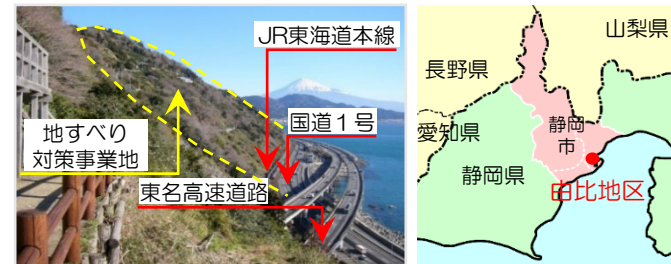 JR東海道本線
国道１号
地すべり
対策事業地
東名高速道路
山梨県
長野県
愛知県
静岡
市
静岡県
由比地区